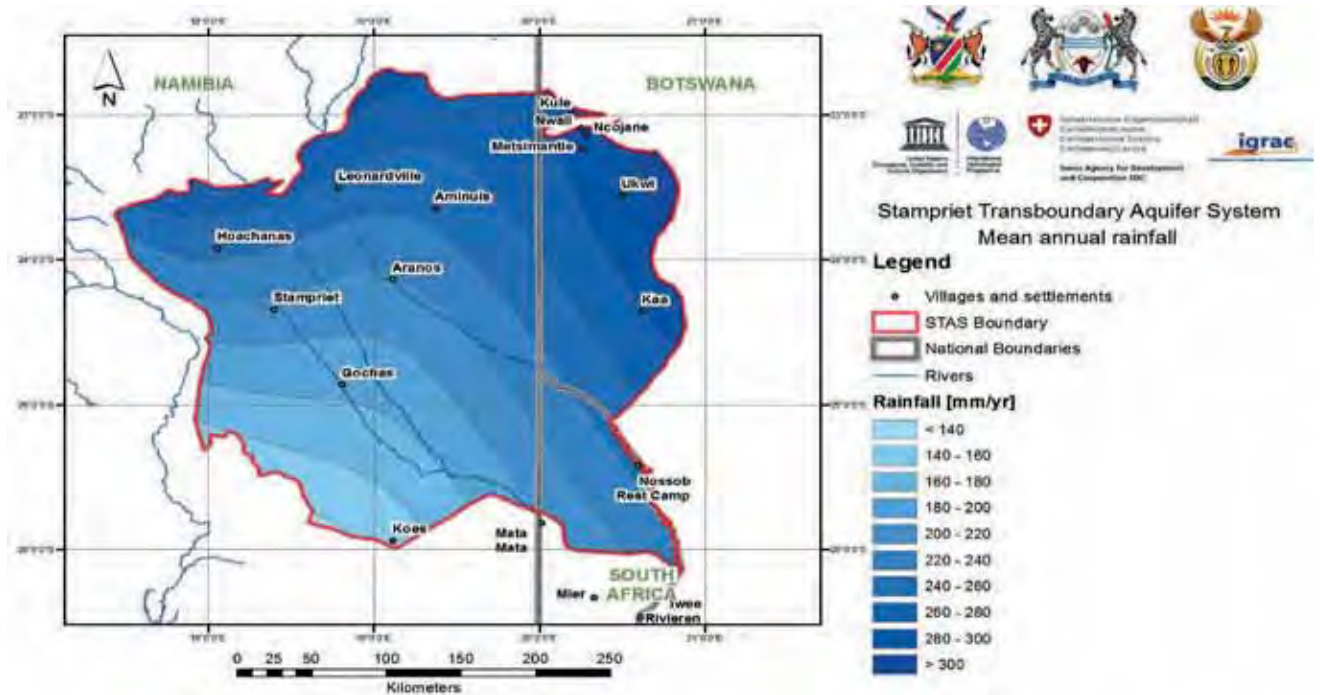 NAMIBIA
BOTSWANA
N
Kule
Nwali
Ncojane
Metsimantle
Ukwi
Leonardville
Aminuis
Hoachanas
Aranos
Stampriet
Kaa
Gochas
Nossob
Rest Camp
Koes
Mata
Mata
SOUTH
AFRICA
Mier
Twee
Rivieren
0 25 50 100 150 200 250
Kilometers
igrac
Swiss Agency for Development
and Cooperation SDC
Stampriet Transboundary Aquifer System
Mean annual rainfall
Legend
Villages and settlements
STAS Boundary
National Boundaries
Rivers
Rainfall [mm/yr]
< 140
140 - 160
160 - 180
180 - 200
200 - 220
220 - 240
240 - 260
260 - 280
280 - 300
> 300